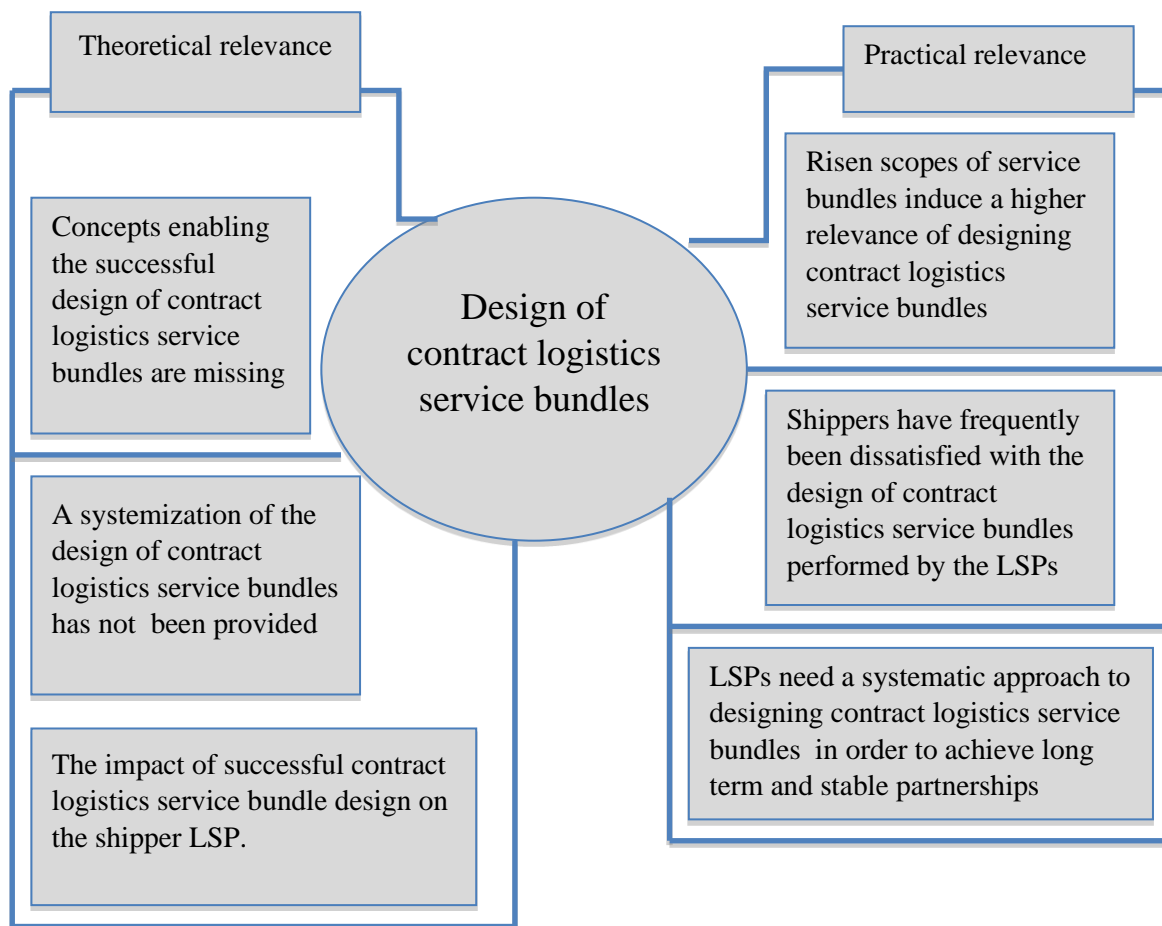 Theoretical relevance
Concepts enabling
the successful
design of contract
logistics service
bundles are missing
A systemization of the
design of contract
logistics service bundles
has not  been provided
The impact of successful contract
logistics service bundle design on
the shipper LSP.
Design of
contract logistics
service bundles
Practical relevance
Risen scopes of service
bundles induce a higher
relevance of designing
contract logistics
service bundles
Shippers have frequently
been dissatisfied with the
design of contract
logistics service bundles
performed by the LSPs
LSPs need a systematic approach to
designing contract logistics service
bundles  in order to achieve long
term and stable partnerships